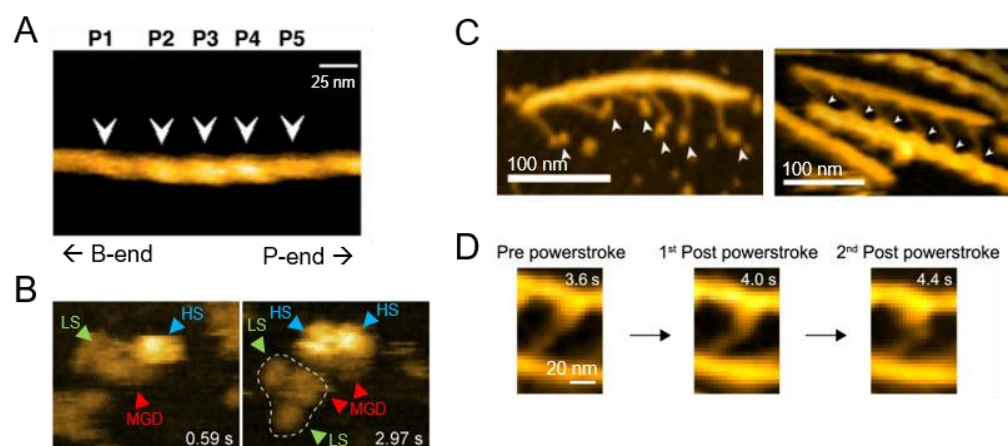 A
P1 P2 P3 P4 P5
25 nm
← B-end P-end →
B
LS
HS
MGD
0.59 s
HS HS
LS
MGD
LS
2.97 s
C
100 nm
100 nm
D
Pre powerstroke 1st Post powerstroke 2nd Post powerstroke
3.6 s 4.0 s 4.4 s
20 nm